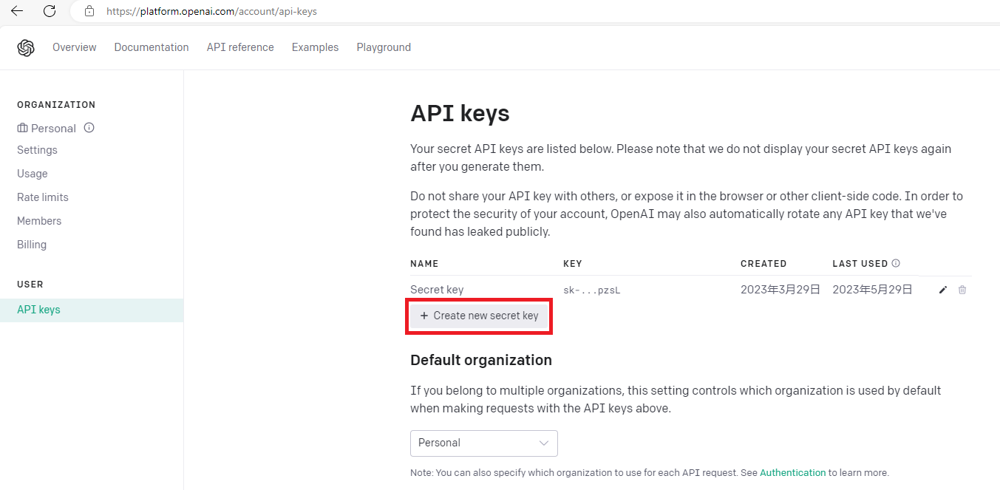 https://platform.openai.com/account/api-keys
Overview Documentation API reference Examples Playground
ORGANIZATION
Personal
Settings
Usage
Rate limits
Members
Billing
USER
API keys
API keys
Your secret API keys are listed below. Please note that we do not display your secret API keys again
after you generate them.
Do not share your API key with others, or expose it in the browser or other client-side code. In order to
protect the security of your account, OpenAI may also automatically rotate any API key that we've
found has leaked publicly.
NAME KEY CREATED LAST USED
Secret key sk-...pzsL 2023年3月29日 2023年5月29日
+ Create new secret key
Default organization
If you belong to multiple organizations, this setting controls which organization is used by default
when making requests with the API keys above.
Personal
Note: You can also specify which organization to use for each API request. See Authentication to learn more.